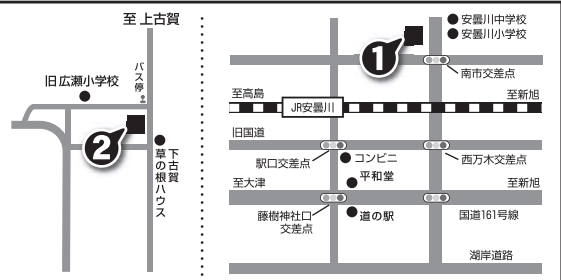 至 上古賀
旧 広瀬小学校
バス停
2
下古賀
草の根ハウス
安曇川中学校
安曇川小学校
1
南市交差点
至高島
JR安曇川
至新旭
旧国道
駅口交差点
コンビニ
西万木交差点
平和堂
至大津
至新旭
藤樹神社口
交差点
道の駅
国道161号線
湖岸道路